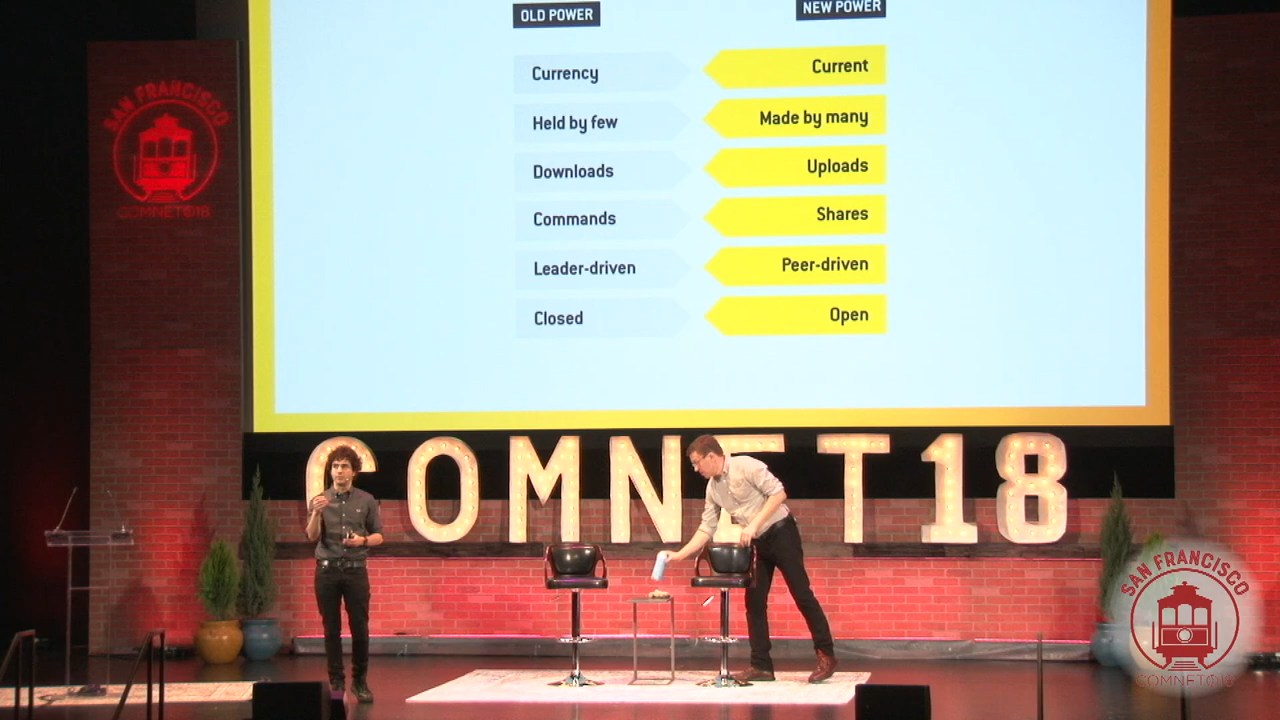 OLD POWER
NEW POWER
Currency
Current
Held by few
Made by many
Downloads
Uploads
Commands
Shares
Leader-driven
Peer-driven
Closed
Open
SAN FRANCISCO
COMNET18
COMNET18
SAN FRANCISCO
COMNET18